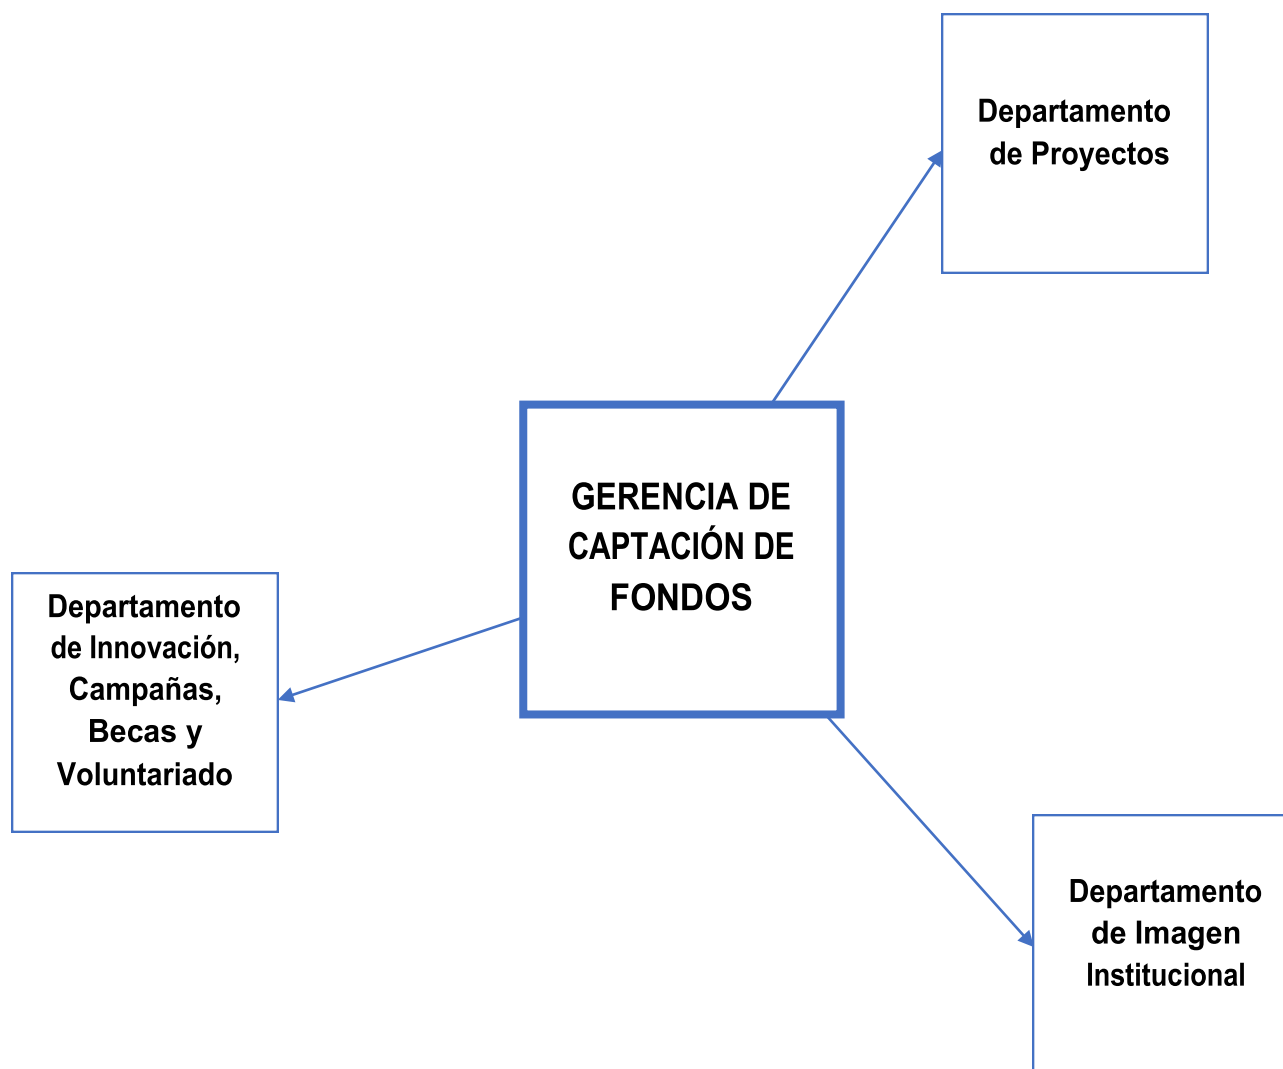 Departamento
de Proyectos
GERENCIA DE
CAPTACIÓN DE
FONDOS
Departamento
de Innovación,
Campañas,
Becas y
Voluntariado
Departamento
de Imagen
Institucional